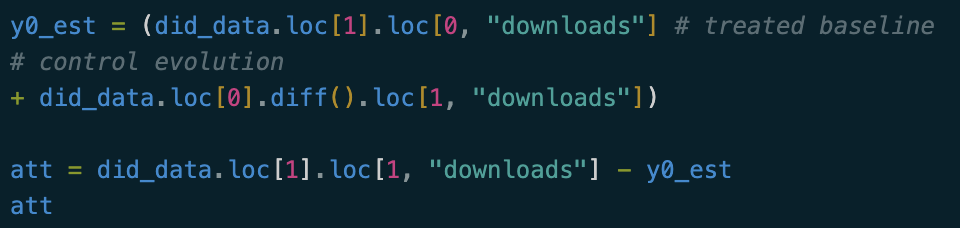 y0_est = (did_data.loc[1].loc[0, "downloads"] # treated baseline
# control evolution
+ did_data.loc[0].diff().loc[1, "downloads"])
att = did_data.loc[1].loc[1, "downloads"] - y0_est
att